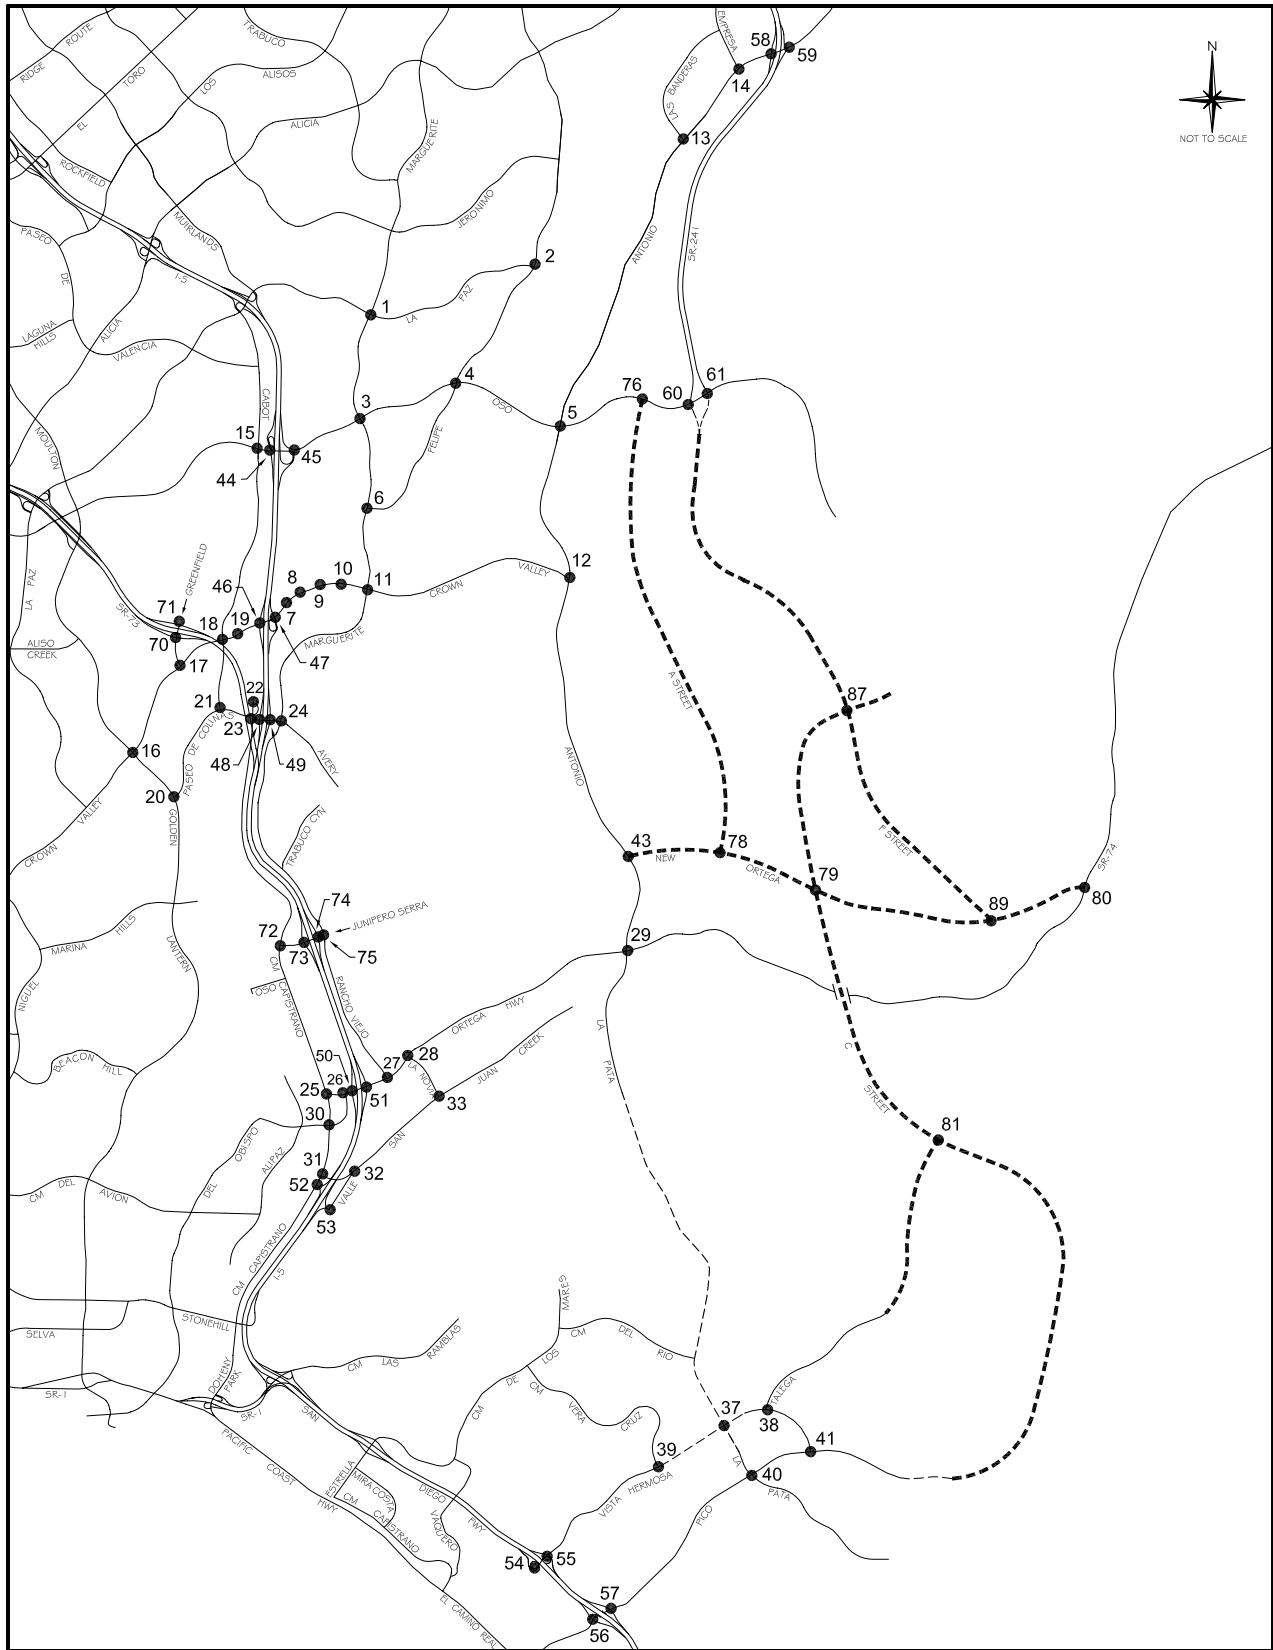 TRABUCO
EMPRESA
58
59
ROUTE
RIDGE
TORO
LOS
ALISOS
14
LAS BANDERAS
N
NOT TO SCALE
EL
ALICIA
MARGUERITE
13
ROCKFIELD
JERONIMO
MUIRLANDS
PASEO
DE
I-5
ANTONIO
SR-241
2
1
LA
PAZ
LAGUNA
HILLS
ALICIA
VALENCIA
CABOT
4
3
OSO
5
76
60
61
FELIPE
MOULTON
15
44
45
6
12
GREENFIELD
VALLEY
CROWN
LA PAZ
SR-73
46
8
9
10
11
7
71
70
18
19
17
MARGUERITE
47
ALISO
CREEK
A STREET
87
21
22
23
24
48
49
AVERY
PASEO DE COLINAS
16
20
GOLDEN
ANTONIO
VALLEY
CROWN
TRABUCO CYN
43
NEW
78
ORTEGA
79
F STREET
89
SR-74
80
74
JUNIPERO SERRA
72
73
75
29
MARINA
HILLS
LANTERN
NIGUEL
CM CAPISTRANO
OSO
RANCHO VIEJO
ORTEGA HWY
LA
PATA
C
STREET
BEACON
HILL
50
27
28
LA NOVIA
JUAN
CREEK
25
26
51
33
30
81
OBISPO
DEL
ALIPAZ
31
32
SAN
VALLE
52
53
CM
DEL
AVION
CM CAPISTRANO
I-5
STONEHILL
SELVA
CM
LAS
RAMBLAS
MARES
LOS
DE
CM
CM
DEL
RIO
SR-1
DOHENY
PARK
SR-1
SAN
DIEGO
FWY
CM
VERA
CRUZ
TALEGA
37
38
39
41
40
LA
PATA
VISTA HERMOSA
PICO
PACIFIC
COAST
HWY
ESTRELLA
MIRA COSTA
CM
CAPISTRANO
VAQUERO
54
55
57
56
EL CAMINO REAL